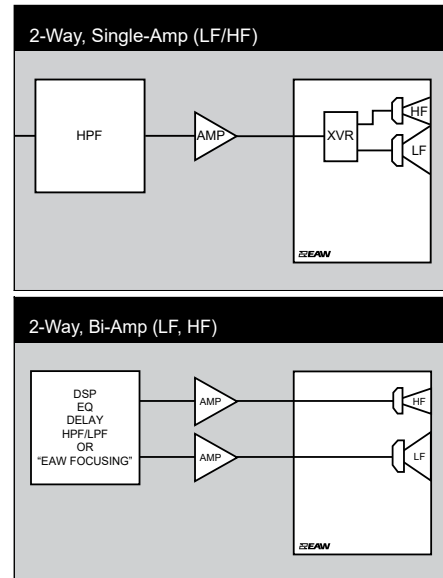 2-Way, Single-Amp (LF/HF)
HPF
AMP
XVR
HF
LF
EAW
2-Way, Bi-Amp (LF, HF)
DSP
EQ
DELAY
HPF/LPF
OR
“EAW FOCUSING”
AMP
AMP
HF
LF
EAW